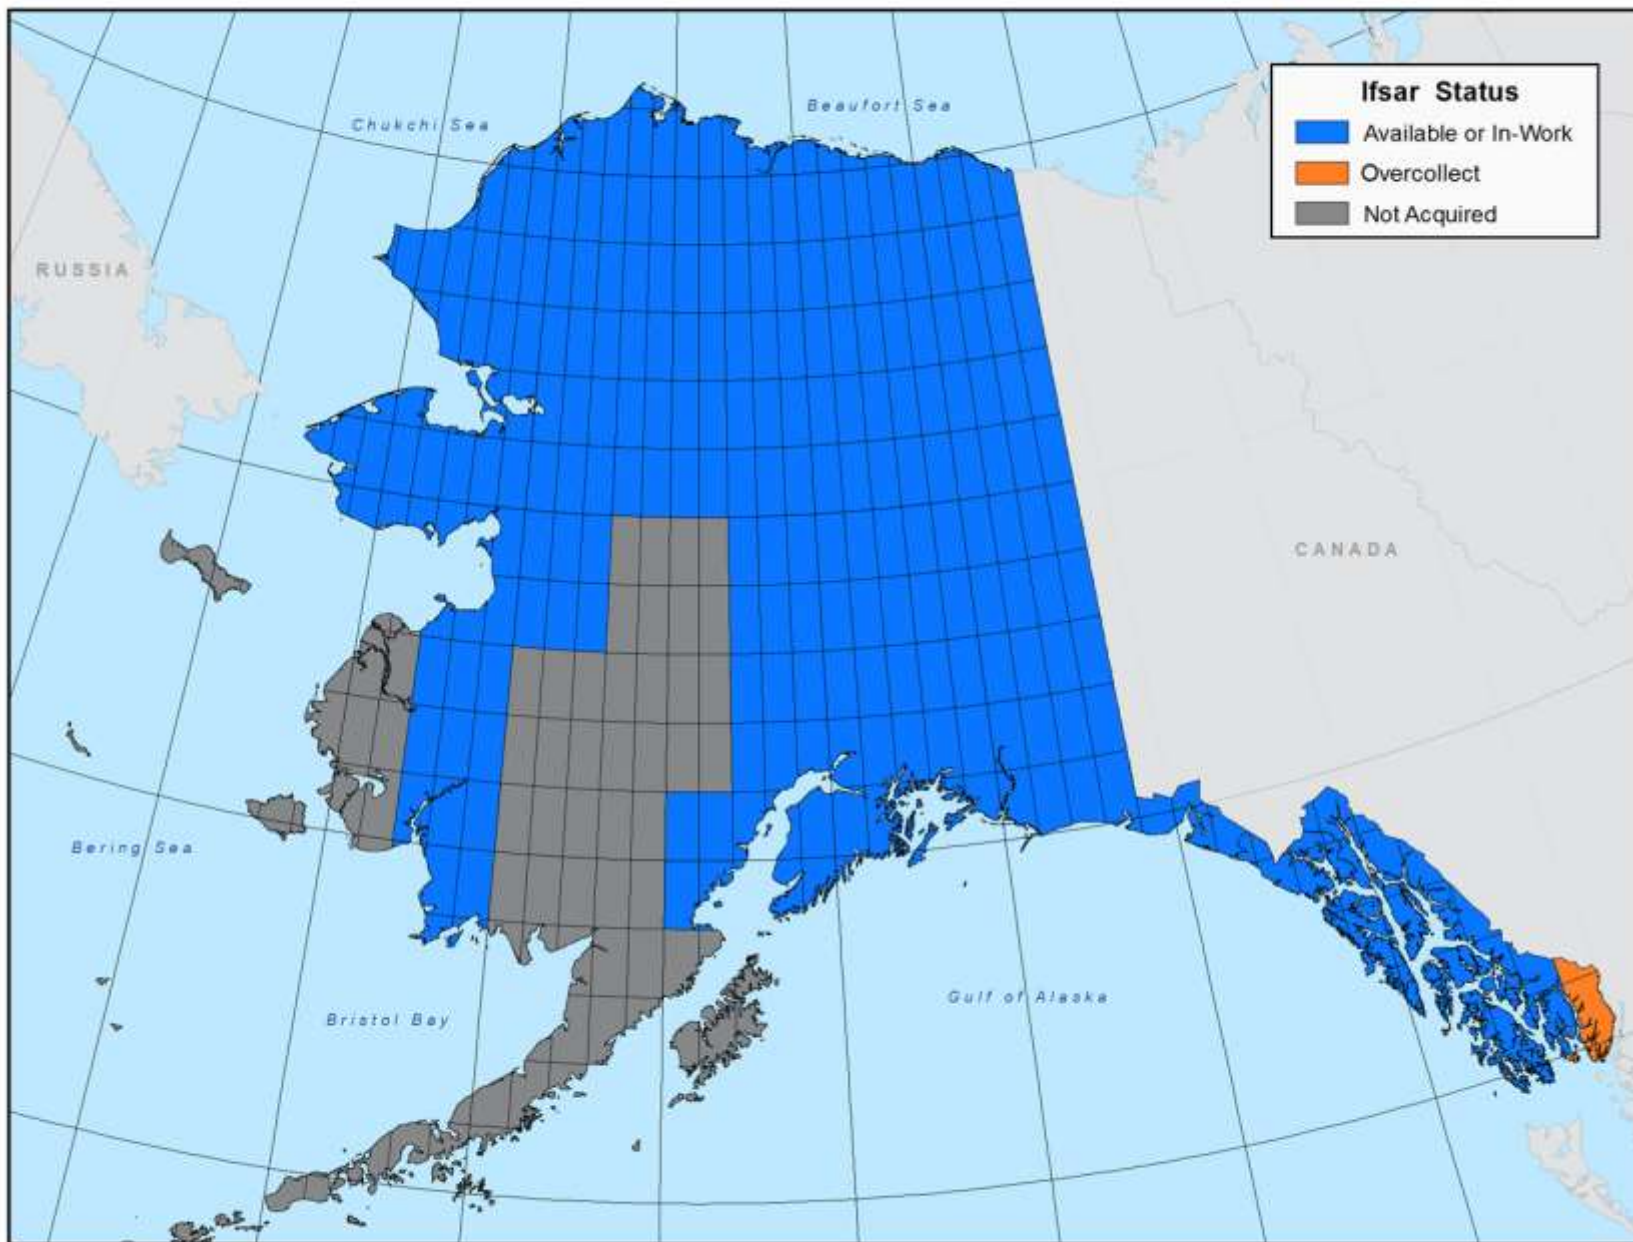 Ifsar Status
Available or In-Work
Overcollect
Not Acquired
Chukchi Sea
Beaufort Sea
RUSSIA
CANADA
Bering Sea
Bristol Bay
Gulf of Alaska